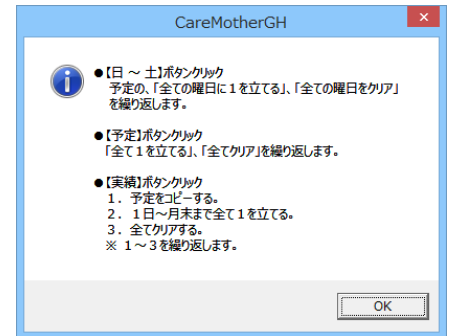 CareMotherGH
●【日 ～ 土】ボタンクリック
予定の、「全ての曜日に１を立てる」、「全ての曜日をクリア」
を繰り返します。
●【予定】ボタンクリック
「全て１を立てる」、「全てクリア」を繰り返します。
●【実績】ボタンクリック
１．予定をコピーする。
２．１日～月末まで全て１を立てる。
３．全てクリアする。
※ １～３を繰り返します。
OK